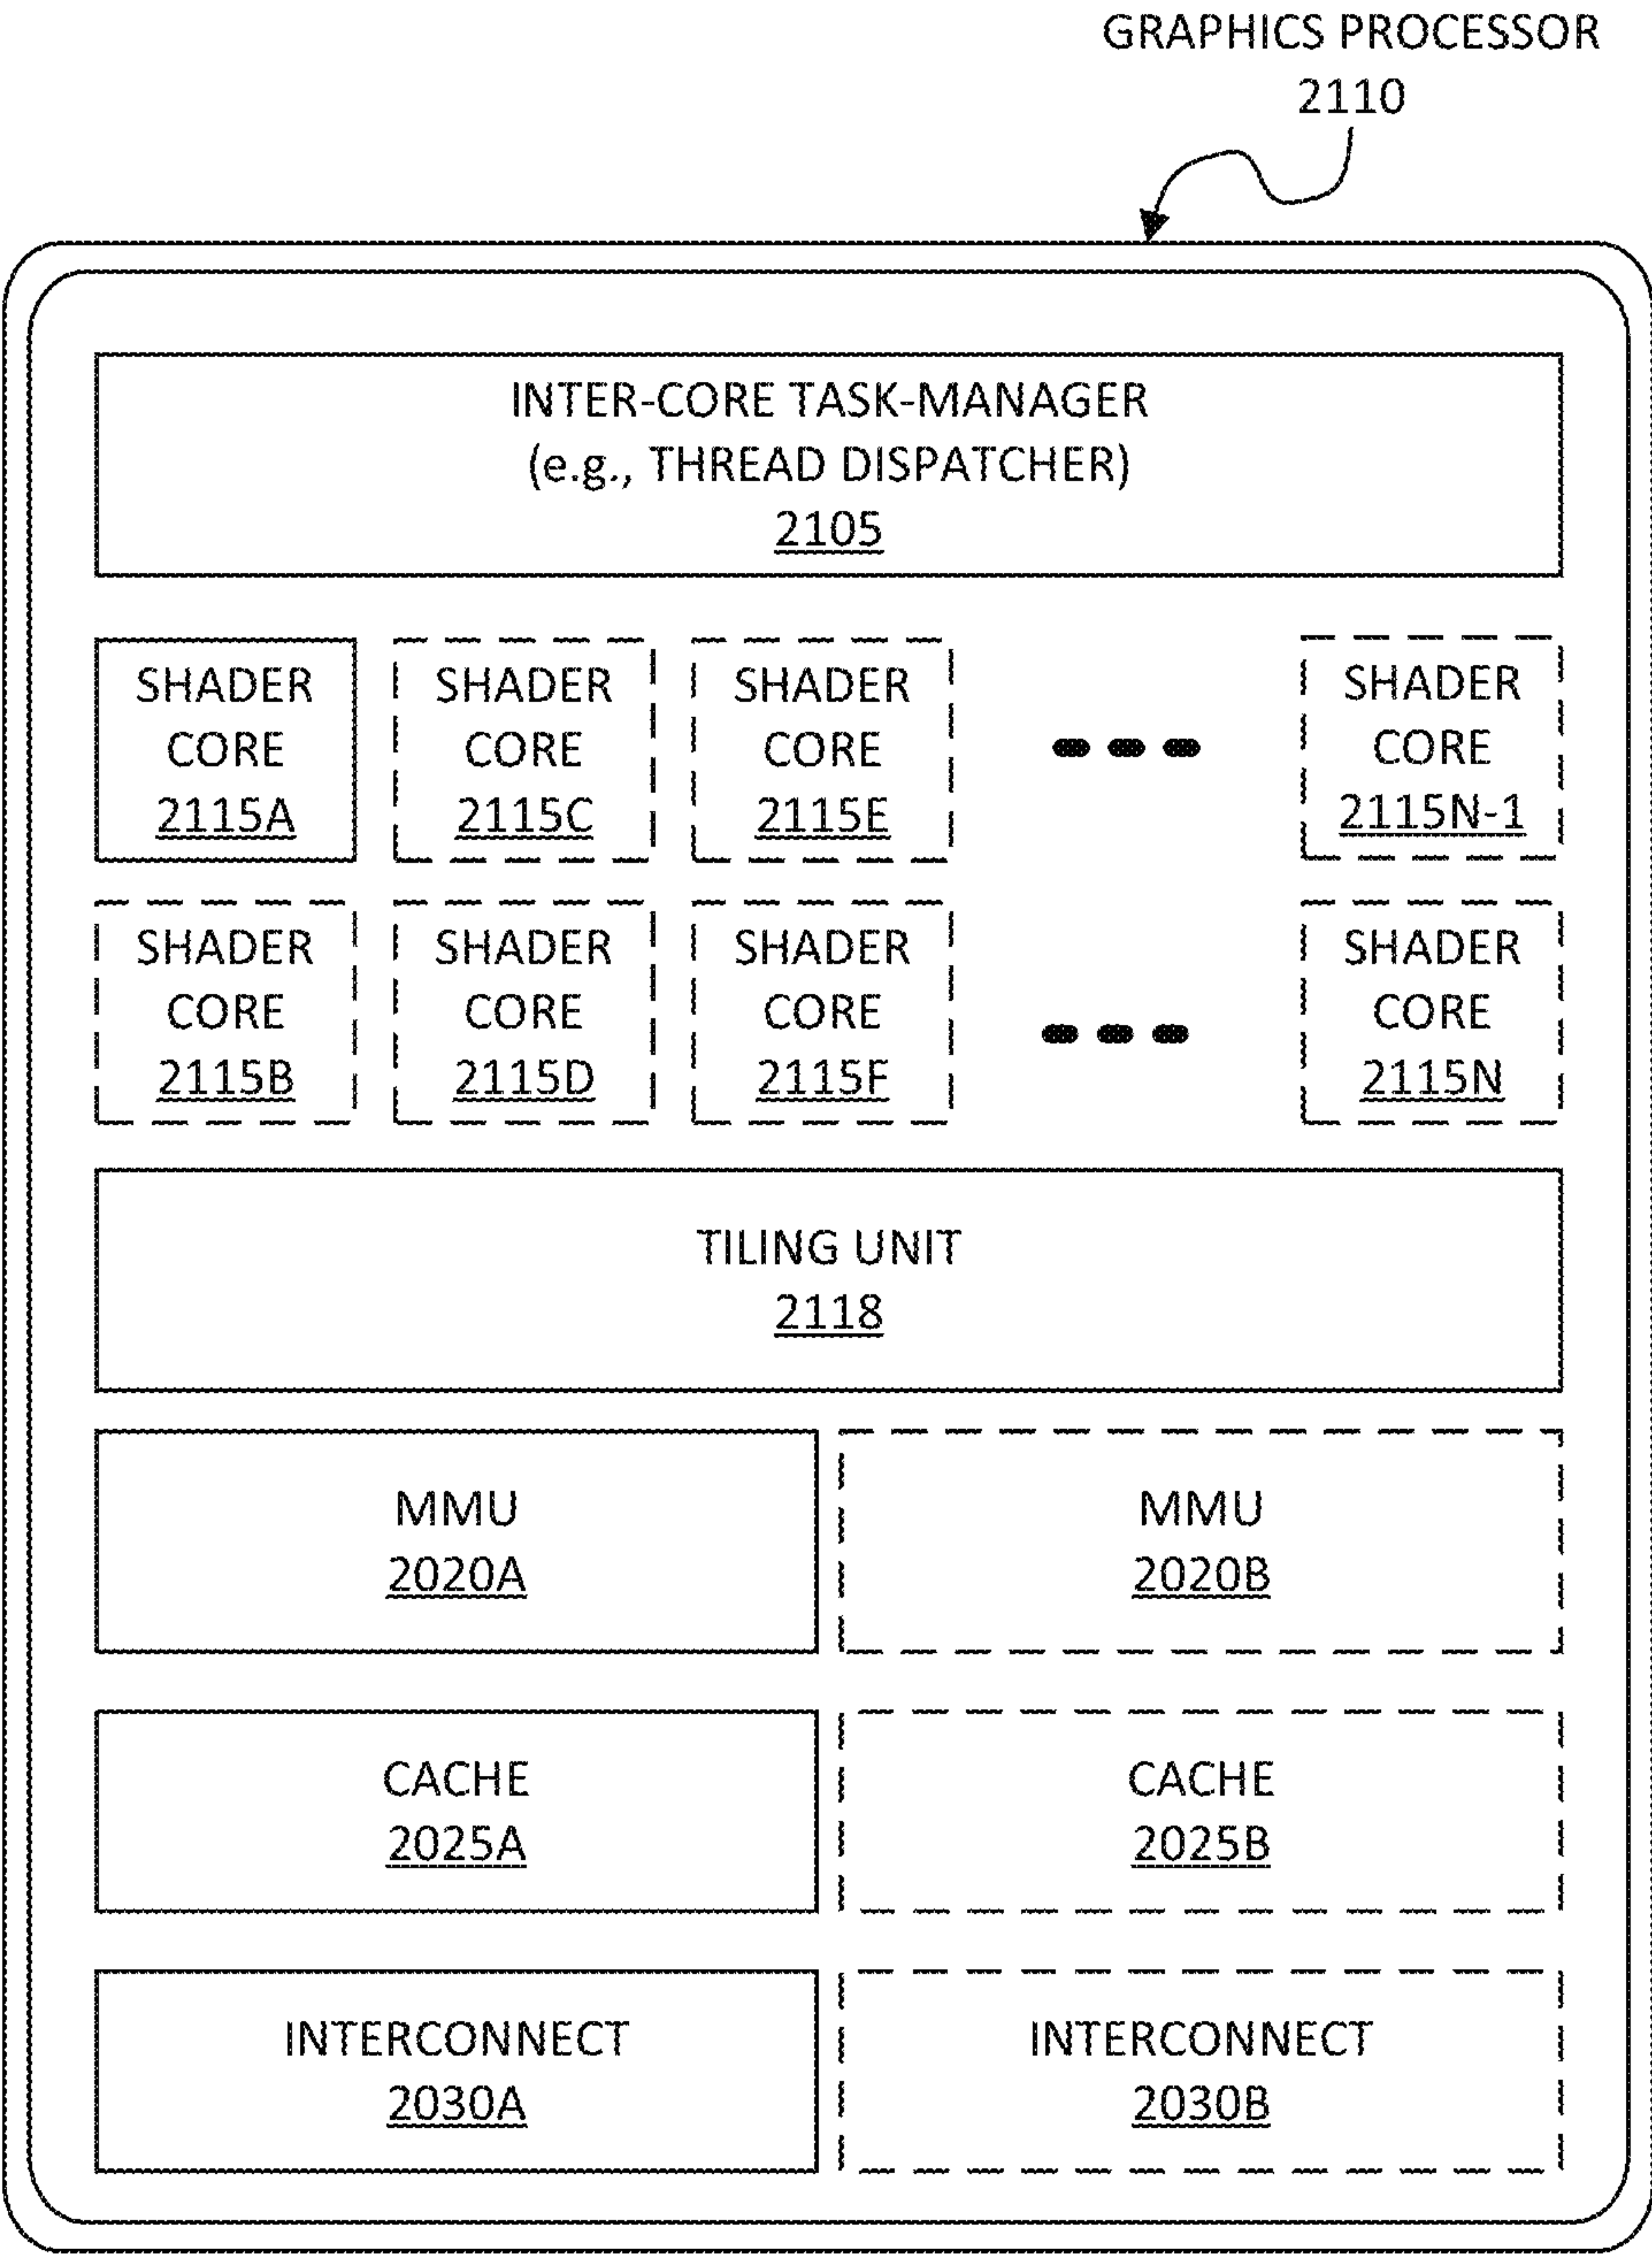 GRAPHICS PROCESSOR
2110
INTER-CORE TASK-MANAGER
(e.g., THREAD DISPATCHER)
2105
SHADER
CORE
2115A
SHADER
CORE
2115C
SHADER
CORE
2115E
SHADER
CORE
2115N-1
SHADER
CORE
2115B
SHADER
CORE
2115D
SHADER
CORE
2115F
SHADER
CORE
2115N
TILING UNIT
2118
MMU
2020A
MMU
2020B
CACHE
2025A
CACHE
2025B
INTERCONNECT
2030A
INTERCONNECT
2030B